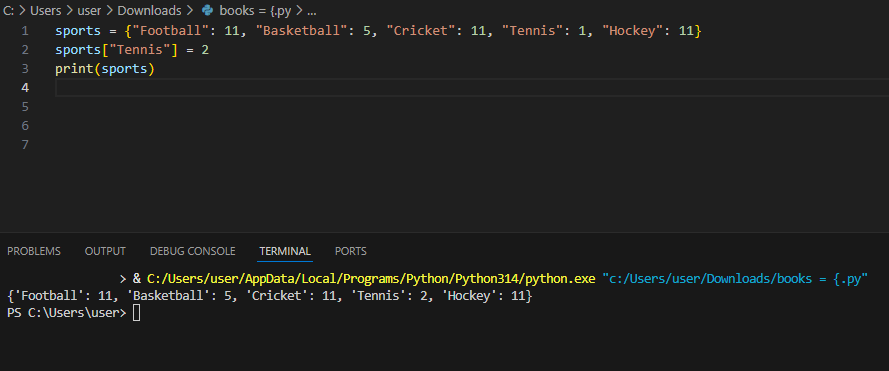 C: > Users > user > Downloads > books = {.py > ...
1 sports = {"Football": 11, "Basketball": 5, "Cricket": 11, "Tennis": 1, "Hockey": 11}
2 sports["Tennis"] = 2
3 print(sports)
4
5
6
7
PROBLEMS OUTPUT DEBUG CONSOLE TERMINAL PORTS
> & C:/Users/user/AppData/Local/Programs/Python/Python314/python.exe "c:/Users/user/Downloads/books = {.py"
{'Football': 11, 'Basketball': 5, 'Cricket': 11, 'Tennis': 2, 'Hockey': 11}
PS C:\Users\user>